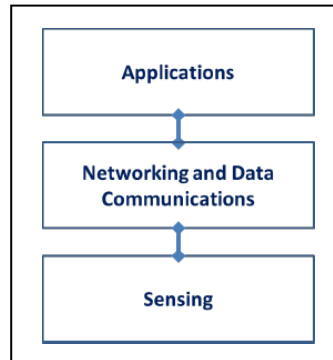 Applications
Networking and Data
Communications
Sensing